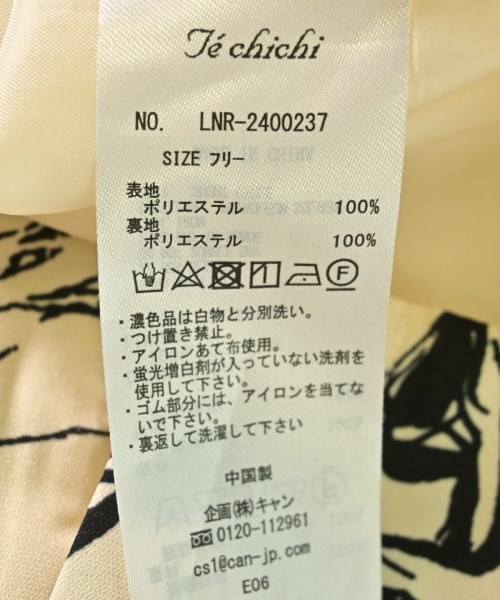 Té chichi
NO. LNR-2400237
SIZE フリー
表地
ポリエステル 100%
裏地
ポリエステル 100%
F
・濃色品は白物と分別洗い。
・つけ置き禁止。
・アイロンあて布使用。
・蛍光増白剤が入っていない洗剤を
使用して下さい。
・ゴム部分には、アイロンを当てな
いで下さい。
・裏返して洗濯して下さい
中国製
企画(株)キャン
0120-112961
cs1@can-jp.com
E06